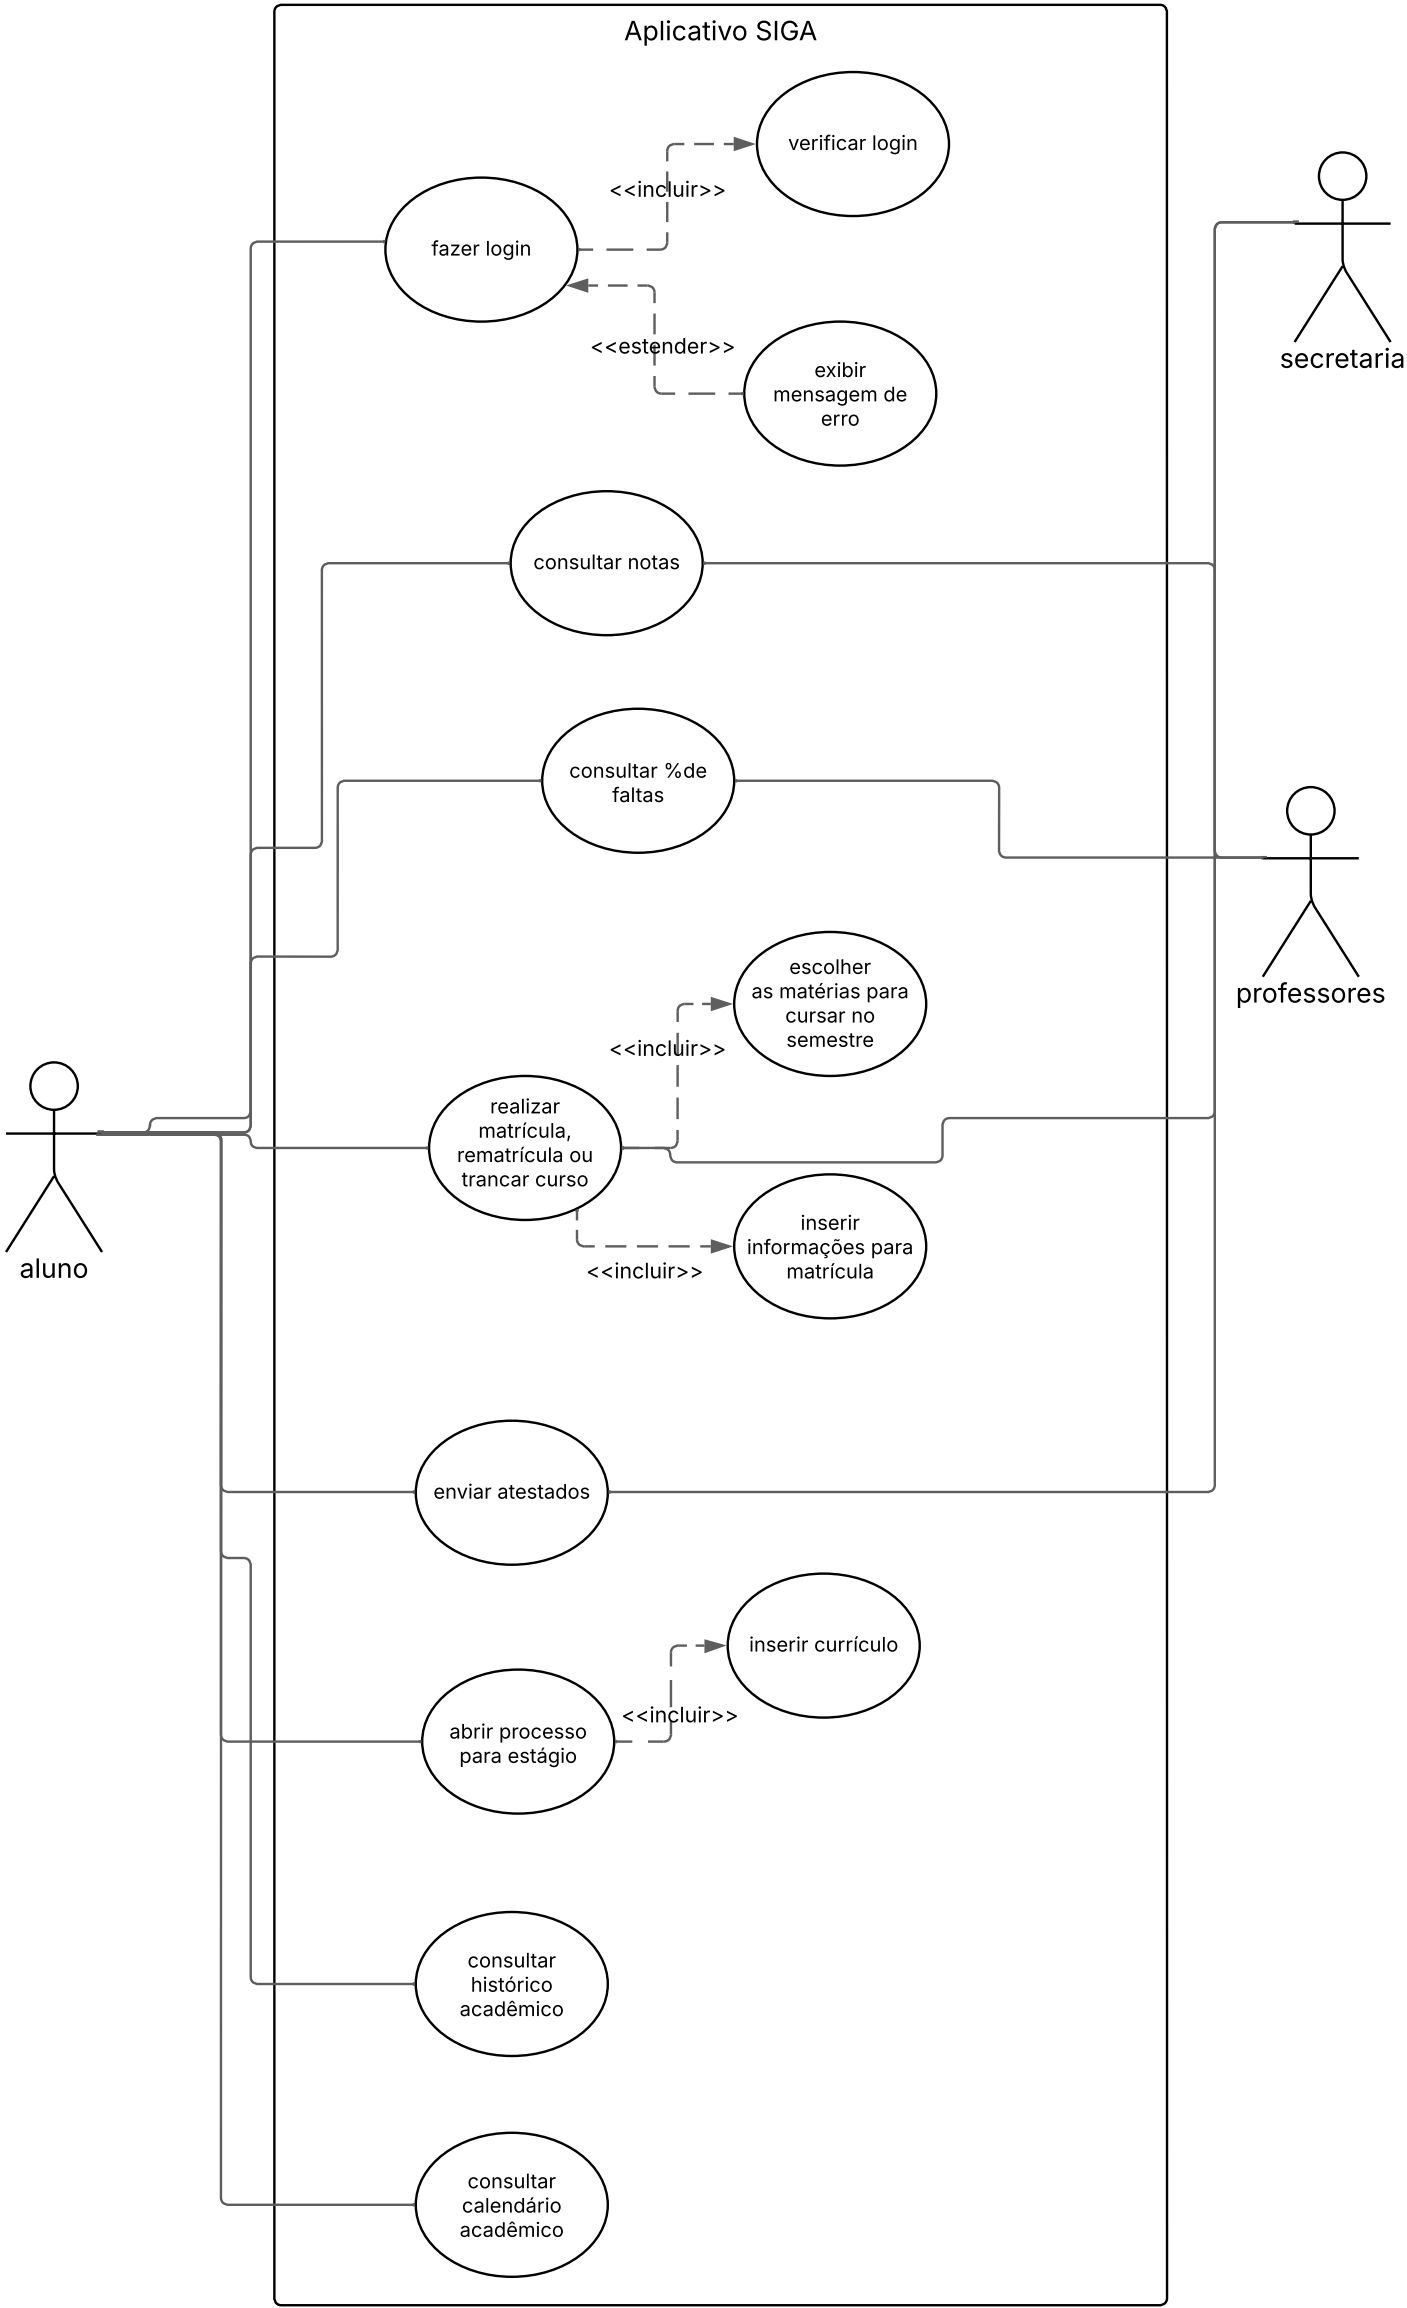 Aplicativo SIGA
verificar login
<<incluir>>
fazer login
<<estender>>
exibir
mensagem de
erro
secretaria
consultar notas
consultar %de
faltas
professores
escolher
as matérias para
cursar no
semestre
<<incluir>>
realizar
matrícula,
rematrícula ou
trancar curso
inserir
informações para
matrícula
<<incluir>>
aluno
enviar atestados
inserir currículo
<<incluir>>
abrir processo
para estágio
consultar
histórico
acadêmico
consultar
calendário
acadêmico